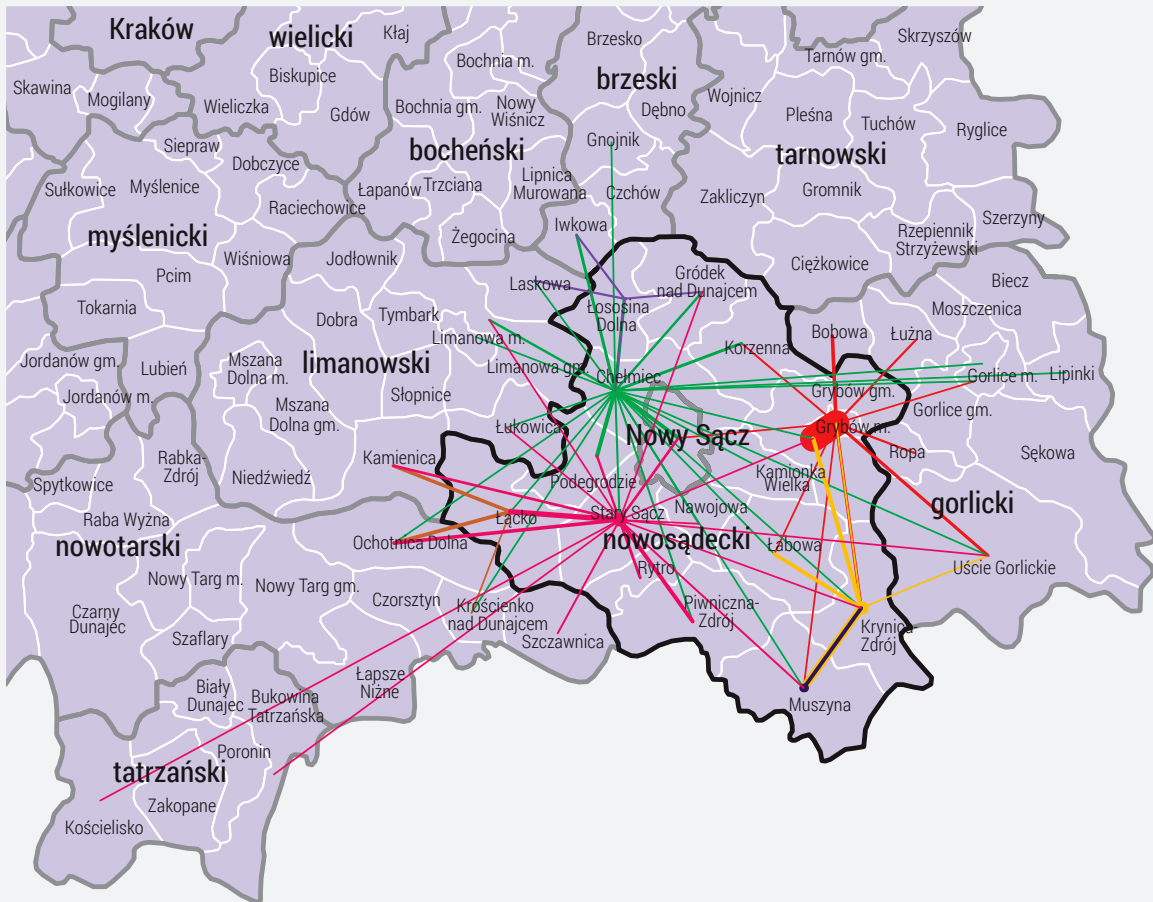 Kraków
wielicki
Kłaj
Brzesko
Skrzyszów
Bochnia m.
Tarnów gm.
Skawina
Mogilany
Biskupice
Wieliczka
Gdów
Bochnia gm.
Nowy
Wiśnicz
brzeski
Dębno
Wojnicz
Pleśna
Tuchów
Ryglice
Siepraw
Dobczyce
bocheński
Gnojnik
tarnowski
Sułkowice
Myślenice
Raciechowice
Łapanów
Trzciana
Lipnica
Murowana
Czchów
Zakliczyn
Gromnik
Szerzyny
myślenicki
Wiśniowa
Jodłownik
Żegocina
Iwkowa
Rzepiennik
Strzyżewski
Pcim
Laskowa
Gródek
nad Dunajcem
Ciężkowice
Biecz
Tokarnia
Dobra
Tymbark
Łososina
Dolna
Moszczenica
Limanowa m.
Korzenna
Bobowa
Łużna
Jordanów gm.
Lubień
Mszana
Dolna m.
limanowski
Limanowa gm.
Chełmiec
Gorlice m.
Lipinki
Jordanów m.
Słopnice
Grybów gm.
Gorlice gm.
Mszana
Dolna gm.
Łukowica
Nowy Sącz
Grybów m.
Ropa
Sękowa
Rabka-
Zdrój
Niedźwiedź
Kamienica
Podegrodzie
Kamionka
Wielka
Spytkowice
Raba Wyżna
Łącko
Stary Sącz
Nawojowa
gorlicki
nowotarski
Ochotnica Dolna
nowosądecki
Łabowa
Uście Gorlickie
Nowy Targ m.
Nowy Targ gm.
Czorsztyn
Rytro
Czarny
Dunajec
Krościenko
nad Dunajcem
Piwniczna-
Zdrój
Krynica-
Zdrój
Szaflary
Szczawnica
Łapsze
Niżne
Biały
Dunajec
Bukowina
Tatrzańska
Muszyna
Poronin
tatrzański
Zakopane
Kościelisko